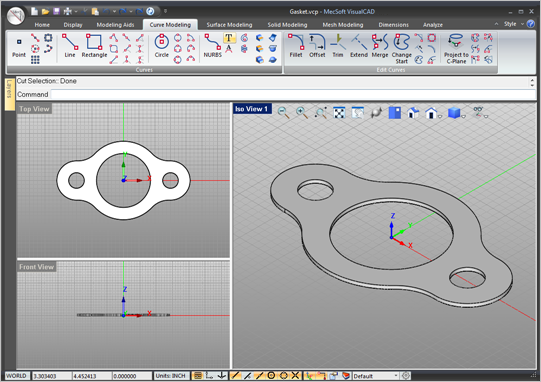 Gasket.vcp - MecSoft VisualCAD
Home Display Modeling Aids Curve Modeling Surface Modeling Mesh Modeling Dimensions Analyze Style
Point Line Rectangle Circle NURBS T A Fillet Offset Trim Extend Merge Change Start Project to C-Plane
Curves Edit Curves
Cut Selection:: Done
Command
Layers
Top View
Iso View 1
Y
Z X
Z
Y
X
Front View
Z
X
WORLD 3.303403 4.452413 0.000000 Units: INCH Default